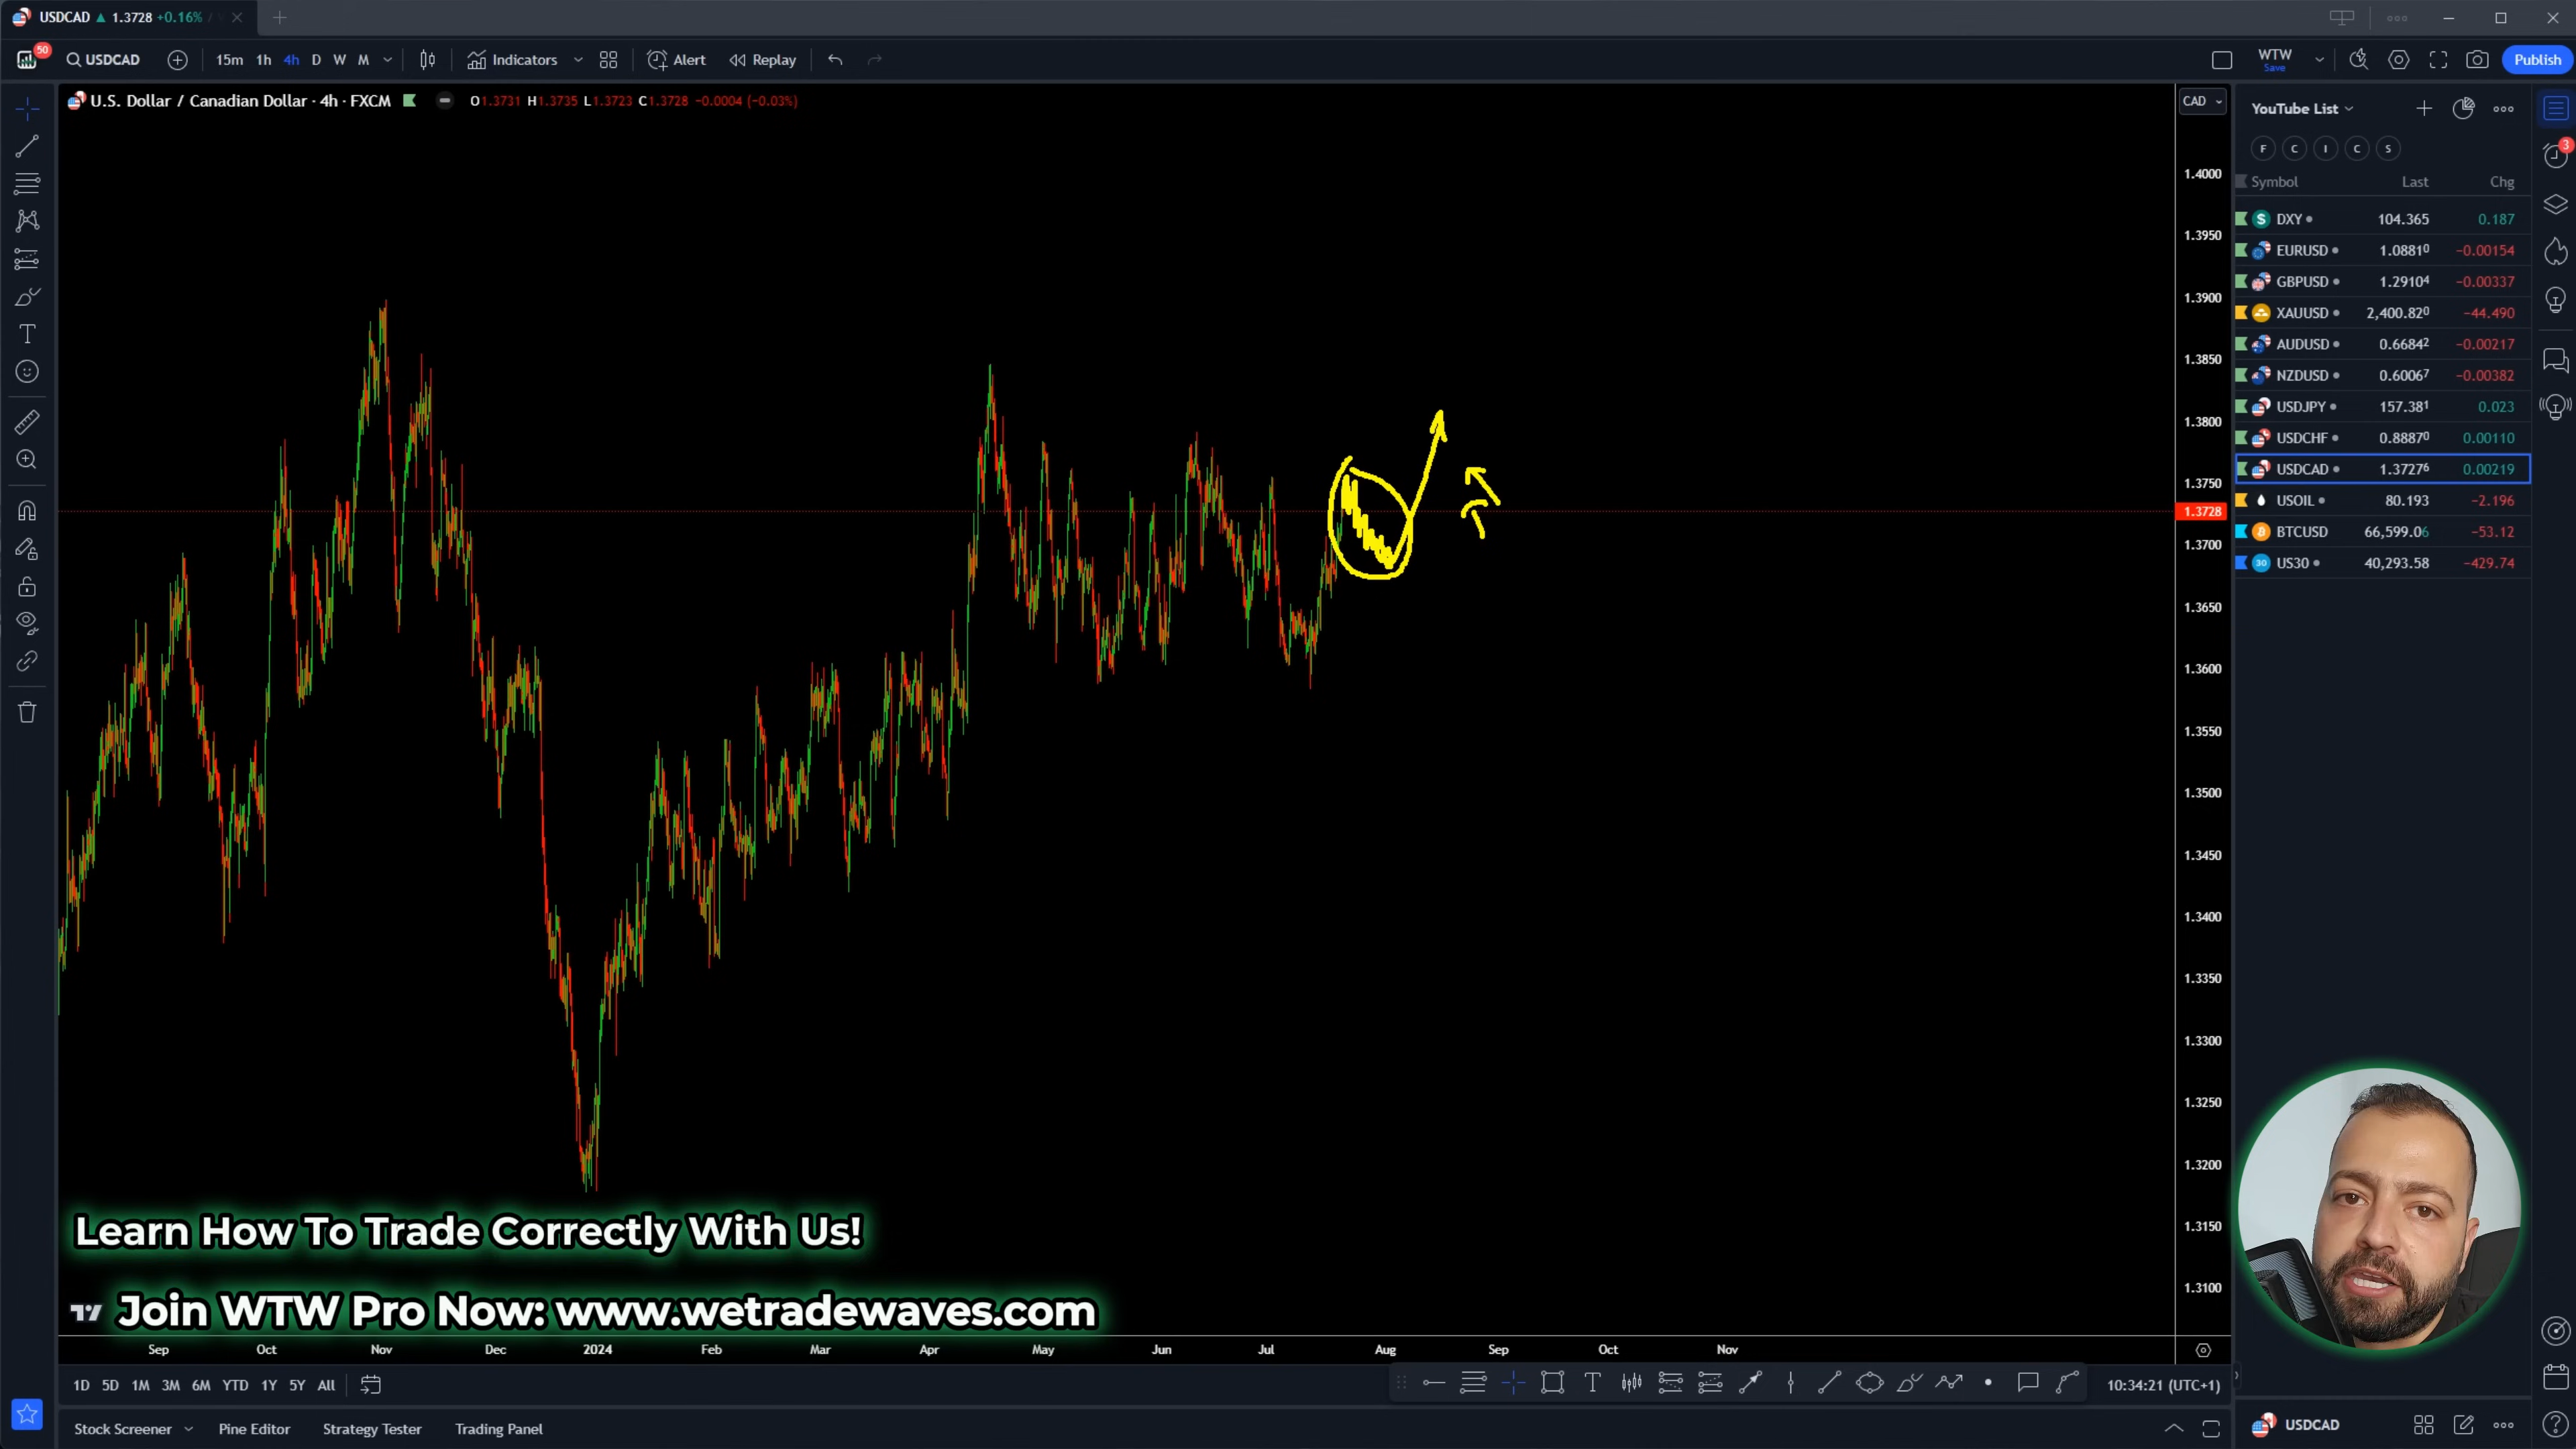 USDCAD ▲ 1.3728 +0.16% /
50
USDCAD
15m 1h 4h D W M
Indicators
Alert
Replay
WTW
Save
Publish
U.S. Dollar / Canadian Dollar · 4h · FXCM
O1.3731 H1.3735 L1.3723 C1.3728 −0.0004 (−0.03%)
CAD
1.4000
1.3950
1.3900
1.3850
1.3800
1.3750
1.3728
1.3700
1.3650
1.3600
1.3550
1.3500
1.3450
1.3400
1.3350
1.3300
1.3250
1.3200
1.3150
1.3100
YouTube List
F C I C S
3
Symbol Last Chg
DXY 104.365 0.187
EURUSD 1.08810 −0.00154
GBPUSD 1.29104 −0.00337
XAUUSD 2,400.820 −44.490
AUDUSD 0.66842 −0.00217
NZDUSD 0.60067 −0.00382
USDJPY 157.381 0.023
USDCHF 0.88870 0.00110
USDCAD 1.37276 0.00219
USOIL 80.193 −2.196
BTCUSD 66,599.06 −53.12
30 US30 40,293.58 −429.74
Learn How To Trade Correctly With Us!
Join WTW Pro Now: www.wetradewaves.com
Sep Oct Nov Dec 2024 Feb Mar Apr May Jun Jul Aug Sep Oct Nov
1D 5D 1M 3M 6M YTD 1Y 5Y All
10:34:21 (UTC+1)
Stock Screener Pine Editor Strategy Tester Trading Panel
USDCAD